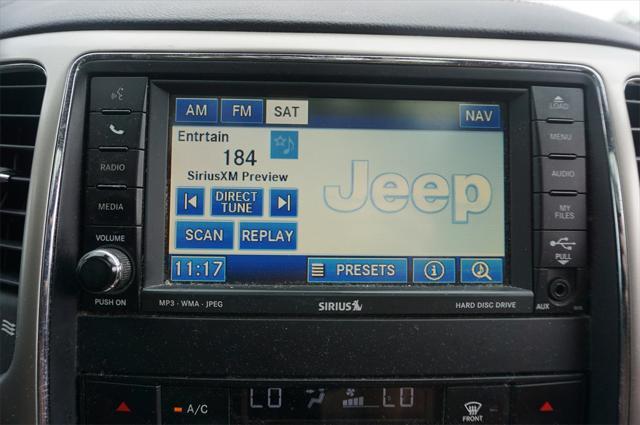 AM FM SAT NAV
Entrtain
184
SiriusXM Preview
Jeep
DIRECT
TUNE
SCAN REPLAY
11:17 PRESETS
RADIO
MEDIA
VOLUME
PUSH ON
LOAD
MENU
AUDIO
MY
FILES
PULL
AUX
MP3 · WMA · JPEG SIRIUS HARD DISC DRIVE
A/C LO LO FRONT